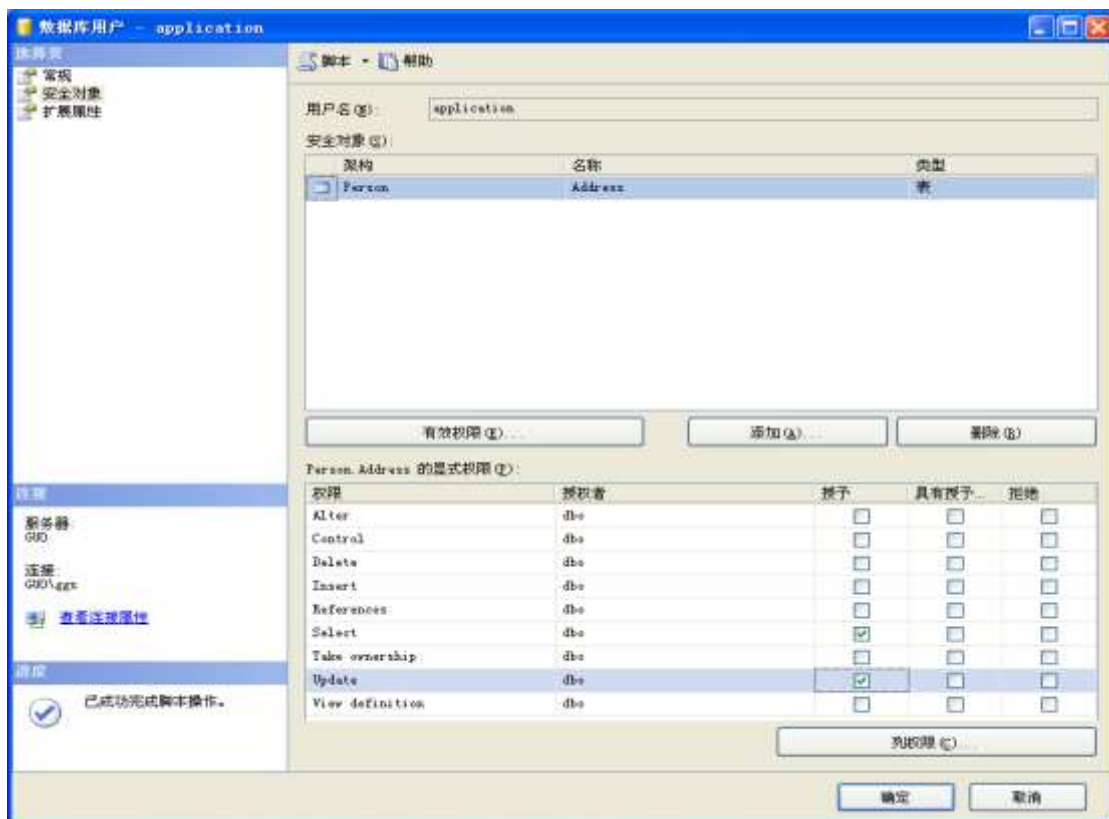 数据库用户 - application
选择页
常规
安全对象
扩展属性
脚本 帮助
用户名(N): application
安全对象(S):
架构 名称 类型
Person Address 表
有效权限(E)... 添加(A)... 删除(R)
Person.Address 的显式权限(P):
权限 授权者 授予 具有授予... 拒绝
Alter dbo
Control dbo
Delete dbo
Insert dbo
References dbo
Select dbo
Take ownership dbo
Update dbo
View definition dbo
列权限(C)...
连接
服务器:
GUO
连接:
GUO\ggx
查看连接属性
进度
已成功完成脚本操作。
确定 取消